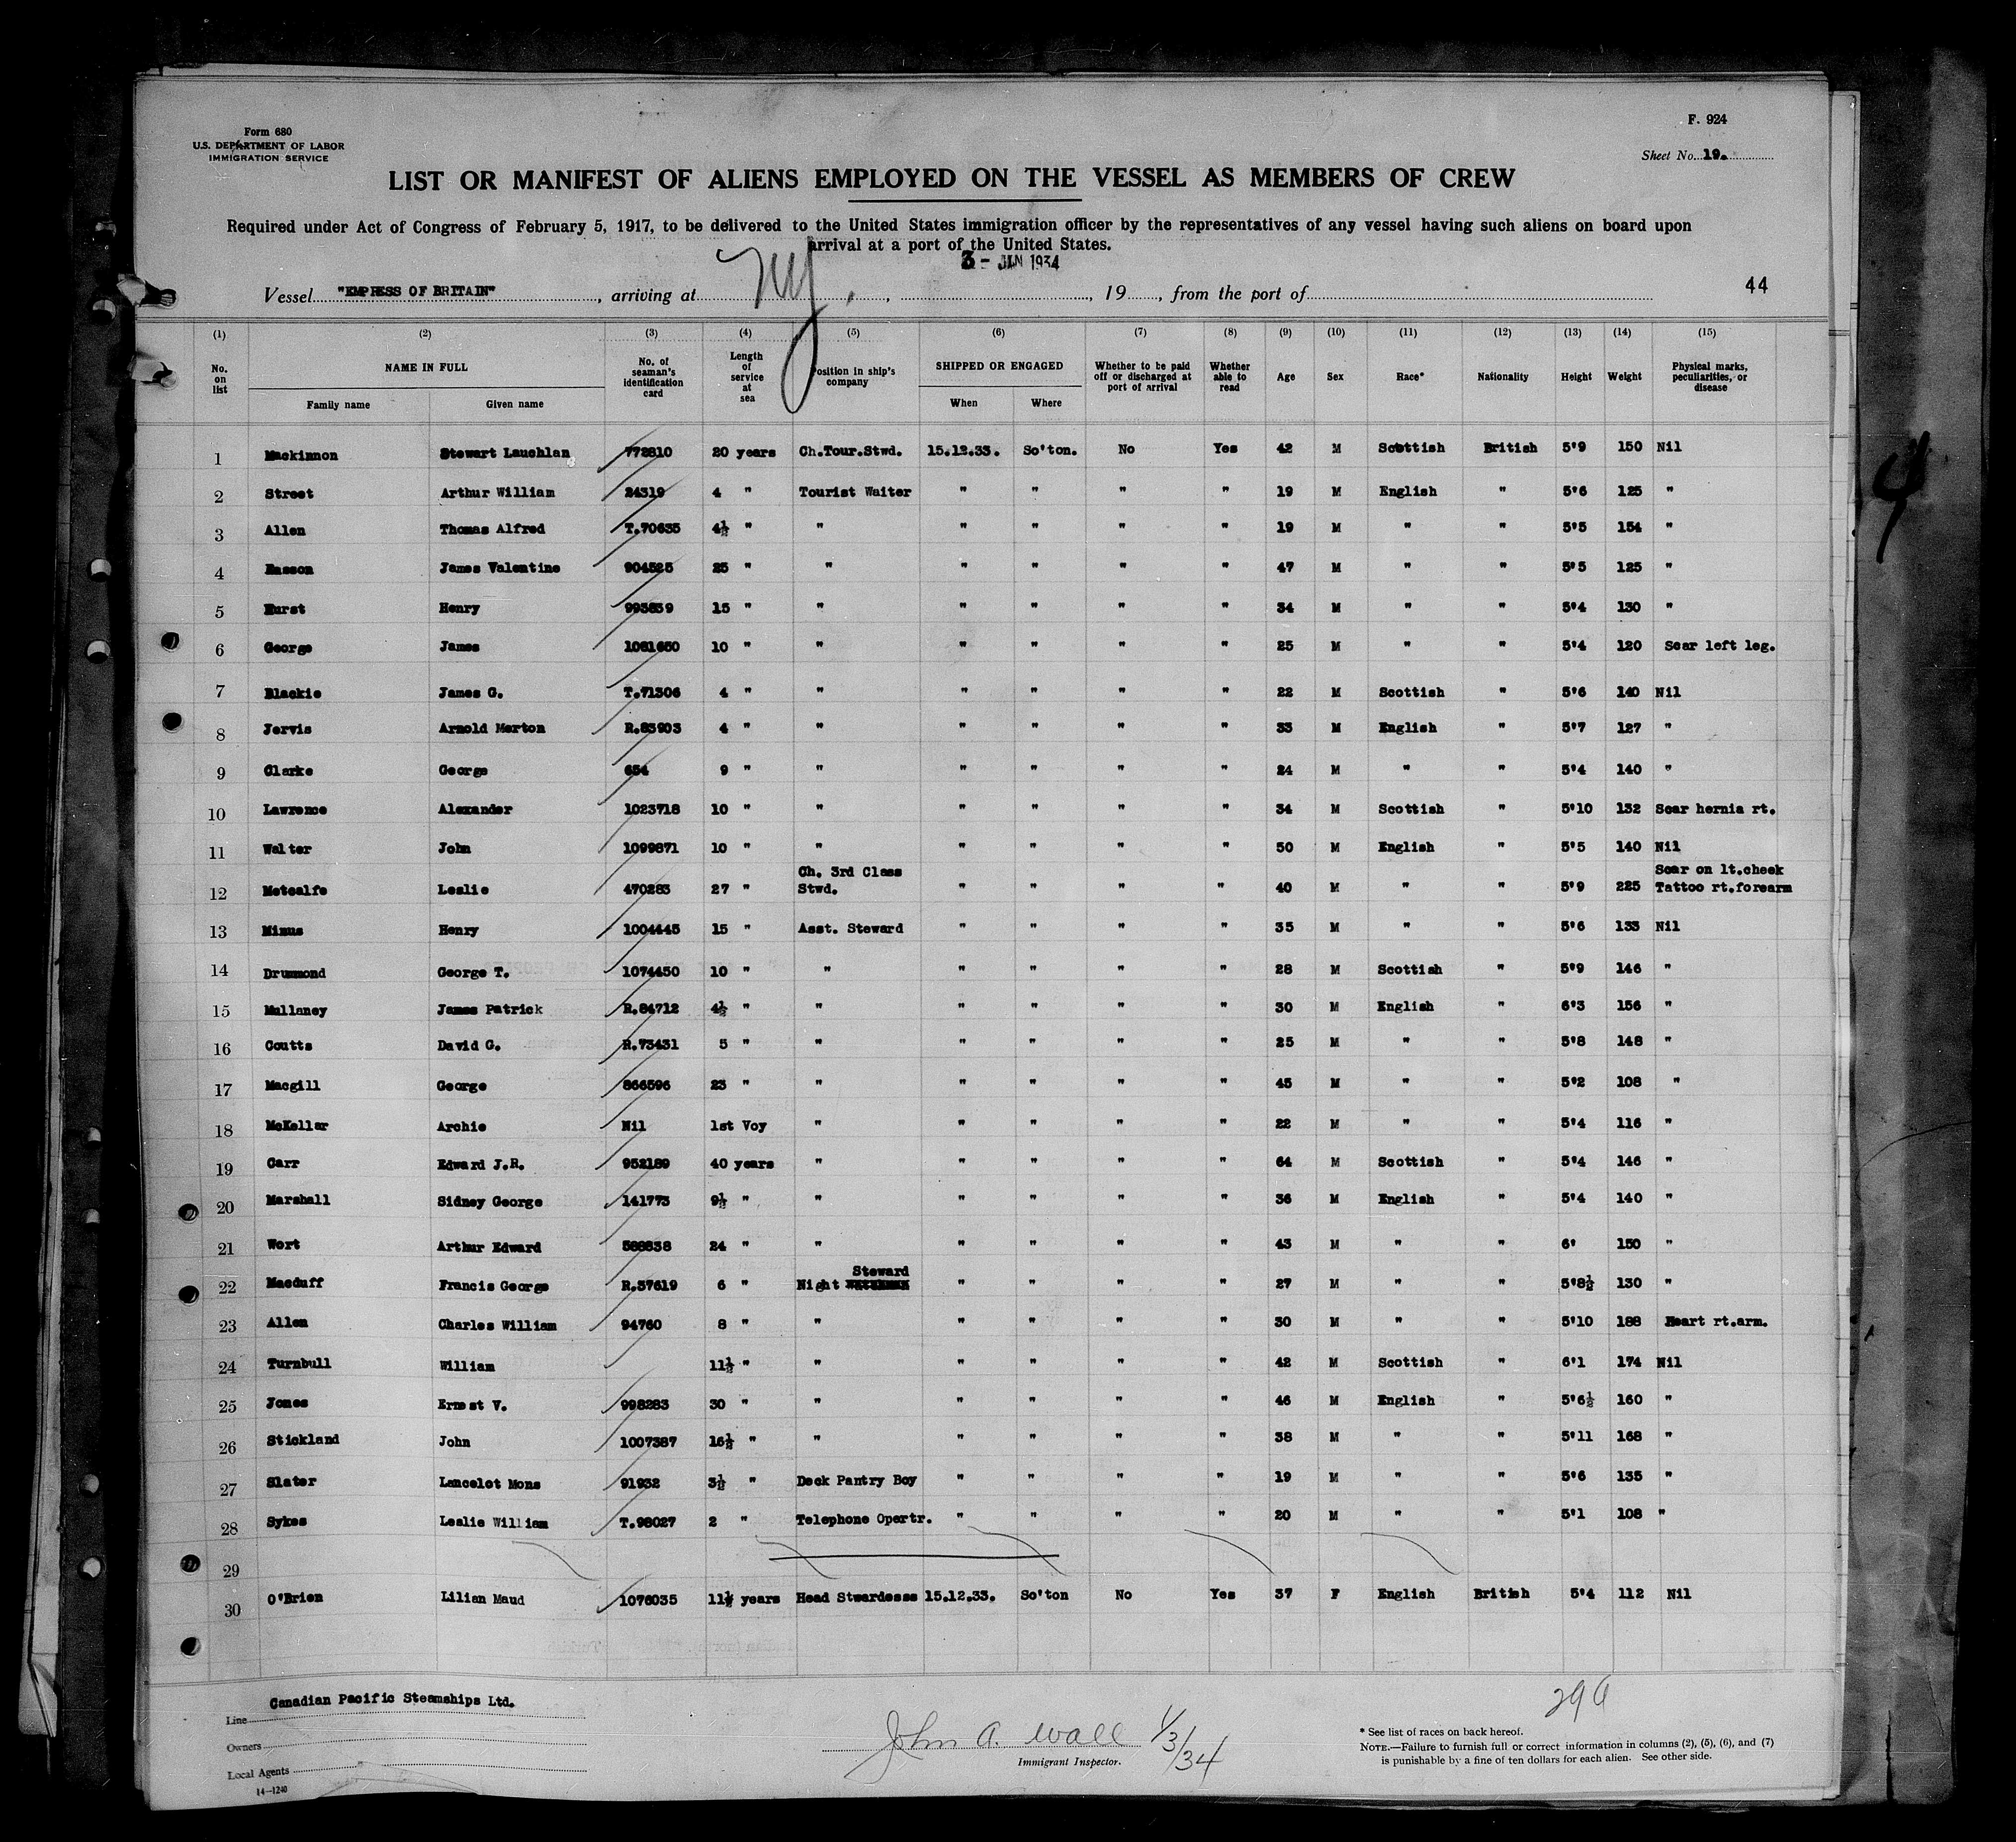 Form 680
U.S. DEPARTMENT OF LABOR
IMMIGRATION SERVICE
F. 924
Sheet No. 19.
LIST OR MANIFEST OF ALIENS EMPLOYED ON THE VESSEL AS MEMBERS OF CREW
Required under Act of Congress of February 5, 1917, to be delivered to the United States immigration officer by the representatives of any vessel having such aliens on board upon
arrival at a port of the United States.
3 - JAN 1934
Vessel "EMPRESS OF BRITAIN", arriving at NY., 19, from the port of 44
(1) (2) (3) (4) (5) (6) (7) (8) (9) (10) (11) (12) (13) (14) (15)
No. on list NAME IN FULL Family name Given name No. of seaman's identification card Length of service at sea Position in ship's company SHIPPED OR ENGAGED When Where Whether to be paid off or discharged at port of arrival Whether able to read Age Sex Race* Nationality Height Weight Physical marks, peculiarities, or disease
1 Mackinnon Stewart Lauchlan 772810 20 years Ch.Tour.Stwd. 15.12.33. So'ton. No Yes 42 M Scottish British 5'9 150 Nil
2 Street Arthur William 24319 4 " Tourist Waiter " " " " 19 M English " 5'6 125 "
3 Allen Thomas Alfred T.70635 4½ " " " " " " 19 M " " 5'5 154 "
4 Easson James Valentine 904525 25 " " " " " " 47 M " " 5'5 125 "
5 Hurst Henry 993839 15 " " " " " " 34 M " " 5'4 130 "
6 George James 1081650 10 " " " " " " 25 M " " 5'4 120 Scar left leg.
7 Blackie James G. T.71306 4 " " " " " " 22 M Scottish " 5'6 140 Nil
8 Jervis Arnold Merton R.83903 4 " " " " " " 33 M English " 5'7 127 "
9 Clarke George 654 9 " " " " " " 24 M " " 5'4 140 "
10 Lawrence Alexander 1023718 10 " " " " " " 34 M Scottish " 5'10 132 Scar hernia rt.
11 Walter John 1099871 10 " " " " " " 50 M English " 5'5 140 Nil
12 Metcalfe Leslie 470283 27 " Ch. 3rd Class Stwd. " " " " 40 M " " 5'9 225 Scar on lt.cheek Tattoo rt.forearm
13 Minus Henry 1004445 15 " Asst. Steward " " " " 35 M " " 5'6 133 Nil
14 Drummond George T. 1074450 10 " " " " " " 28 M Scottish " 5'9 146 "
15 Mullaney James Patrick R.84712 4½ " " " " " " 30 M English " 6'3 156 "
16 Coutts David G. R.73431 5 " " " " " " 25 M " " 5'8 148 "
17 Macgill George 866596 23 " " " " " " 45 M " " 5'2 108 "
18 McKellar Archie Nil 1st Voy " " " " " 22 M " " 5'4 116 "
19 Carr Edward J.R. 952189 40 years " " " " " 64 M Scottish " 5'4 146 "
20 Marshall Sidney George 141773 9½ " " " " " " 36 M English " 5'4 140 "
21 Wort Arthur Edward 588838 24 " " " " " " 43 M " " 6' 150 "
22 Macduff Francis George R.37619 6 " Night Steward " " " " 27 M " " 5'8½ 130 "
23 Allen Charles William 94760 8 " " " " " " 30 M " " 5'10 188 Heart rt.arm.
24 Turnbull William 11½ " " " " " " 42 M Scottish " 6'1 174 Nil
25 Jones Ernest V. 998283 30 " " " " " " 46 M English " 5'6½ 160 "
26 Stickland John 1007387 16½ " " " " " " 38 M " " 5'11 168 "
27 Slater Lancelot Mons 91932 3½ " Deck Pantry Boy " " " " 19 M " " 5'6 135 "
28 Sykes Leslie William T.98027 2 " Telephone Opertr. " " " " 20 M " " 5'1 108 "
29
30 O'Brien Lilian Maud 1076035 11½ years Head Stwardesss 15.12.33. So'ton No Yes 37 F English British 5'4 112 Nil
Line Canadian Pacific Steamships Ltd.
Owners
Local Agents
14—1240
John A. Wall 1/3/34
Immigrant Inspector.
29 a
* See list of races on back hereof.
NOTE.—Failure to furnish full or correct information in columns (2), (5), (6), and (7)
is punishable by a fine of ten dollars for each alien. See other side.